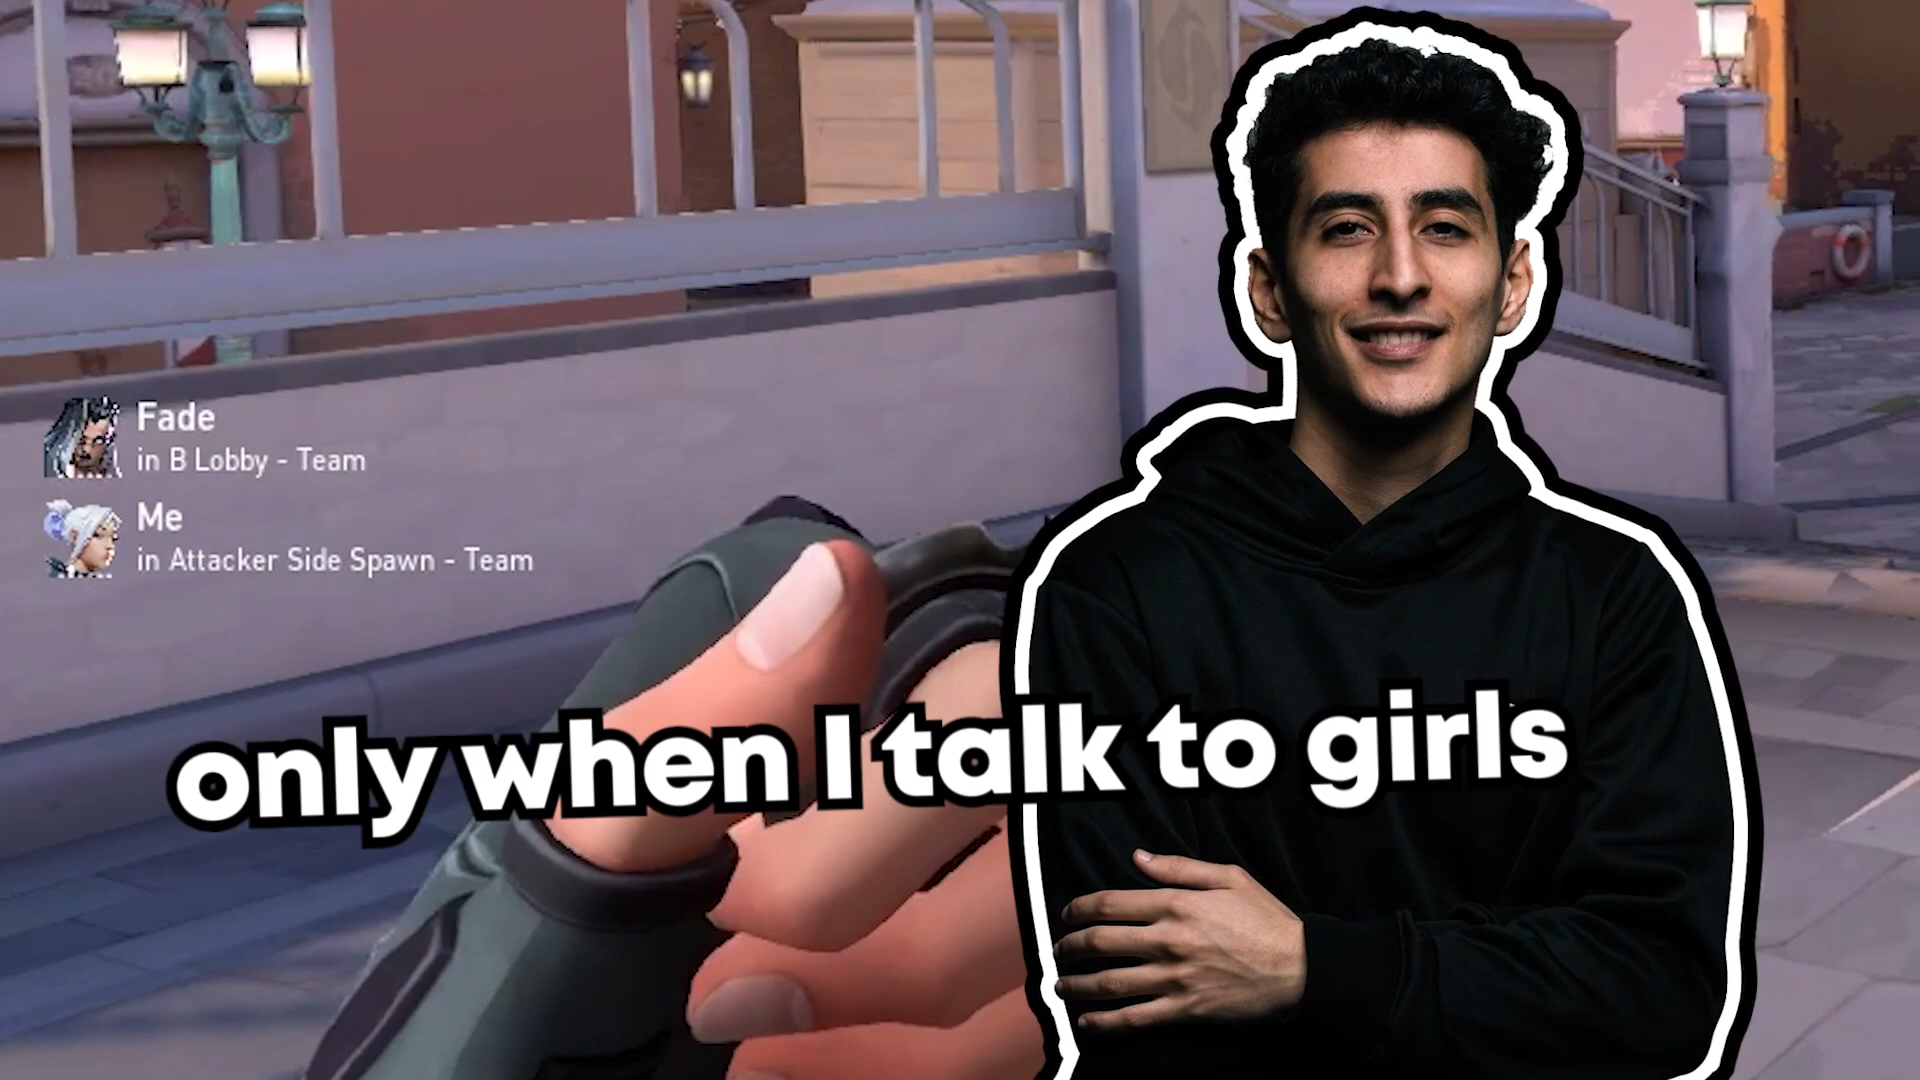 Fade
in B Lobby - Team
Me
in Attacker Side Spawn - Team
only when I talk to girls